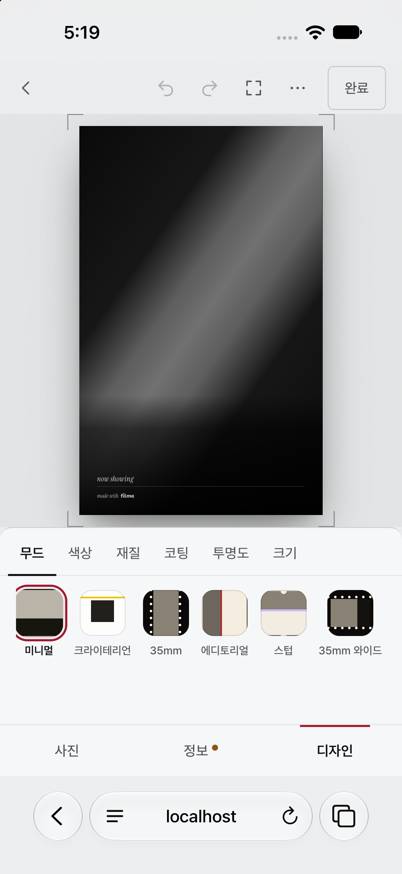 5:19
완료
now showing
made with filmo
무드 색상 재질 코팅 투명도 크기
미니멀 크라이테리언 35mm 에디토리얼 스텁 35mm 와이드
사진 정보 디자인
localhost